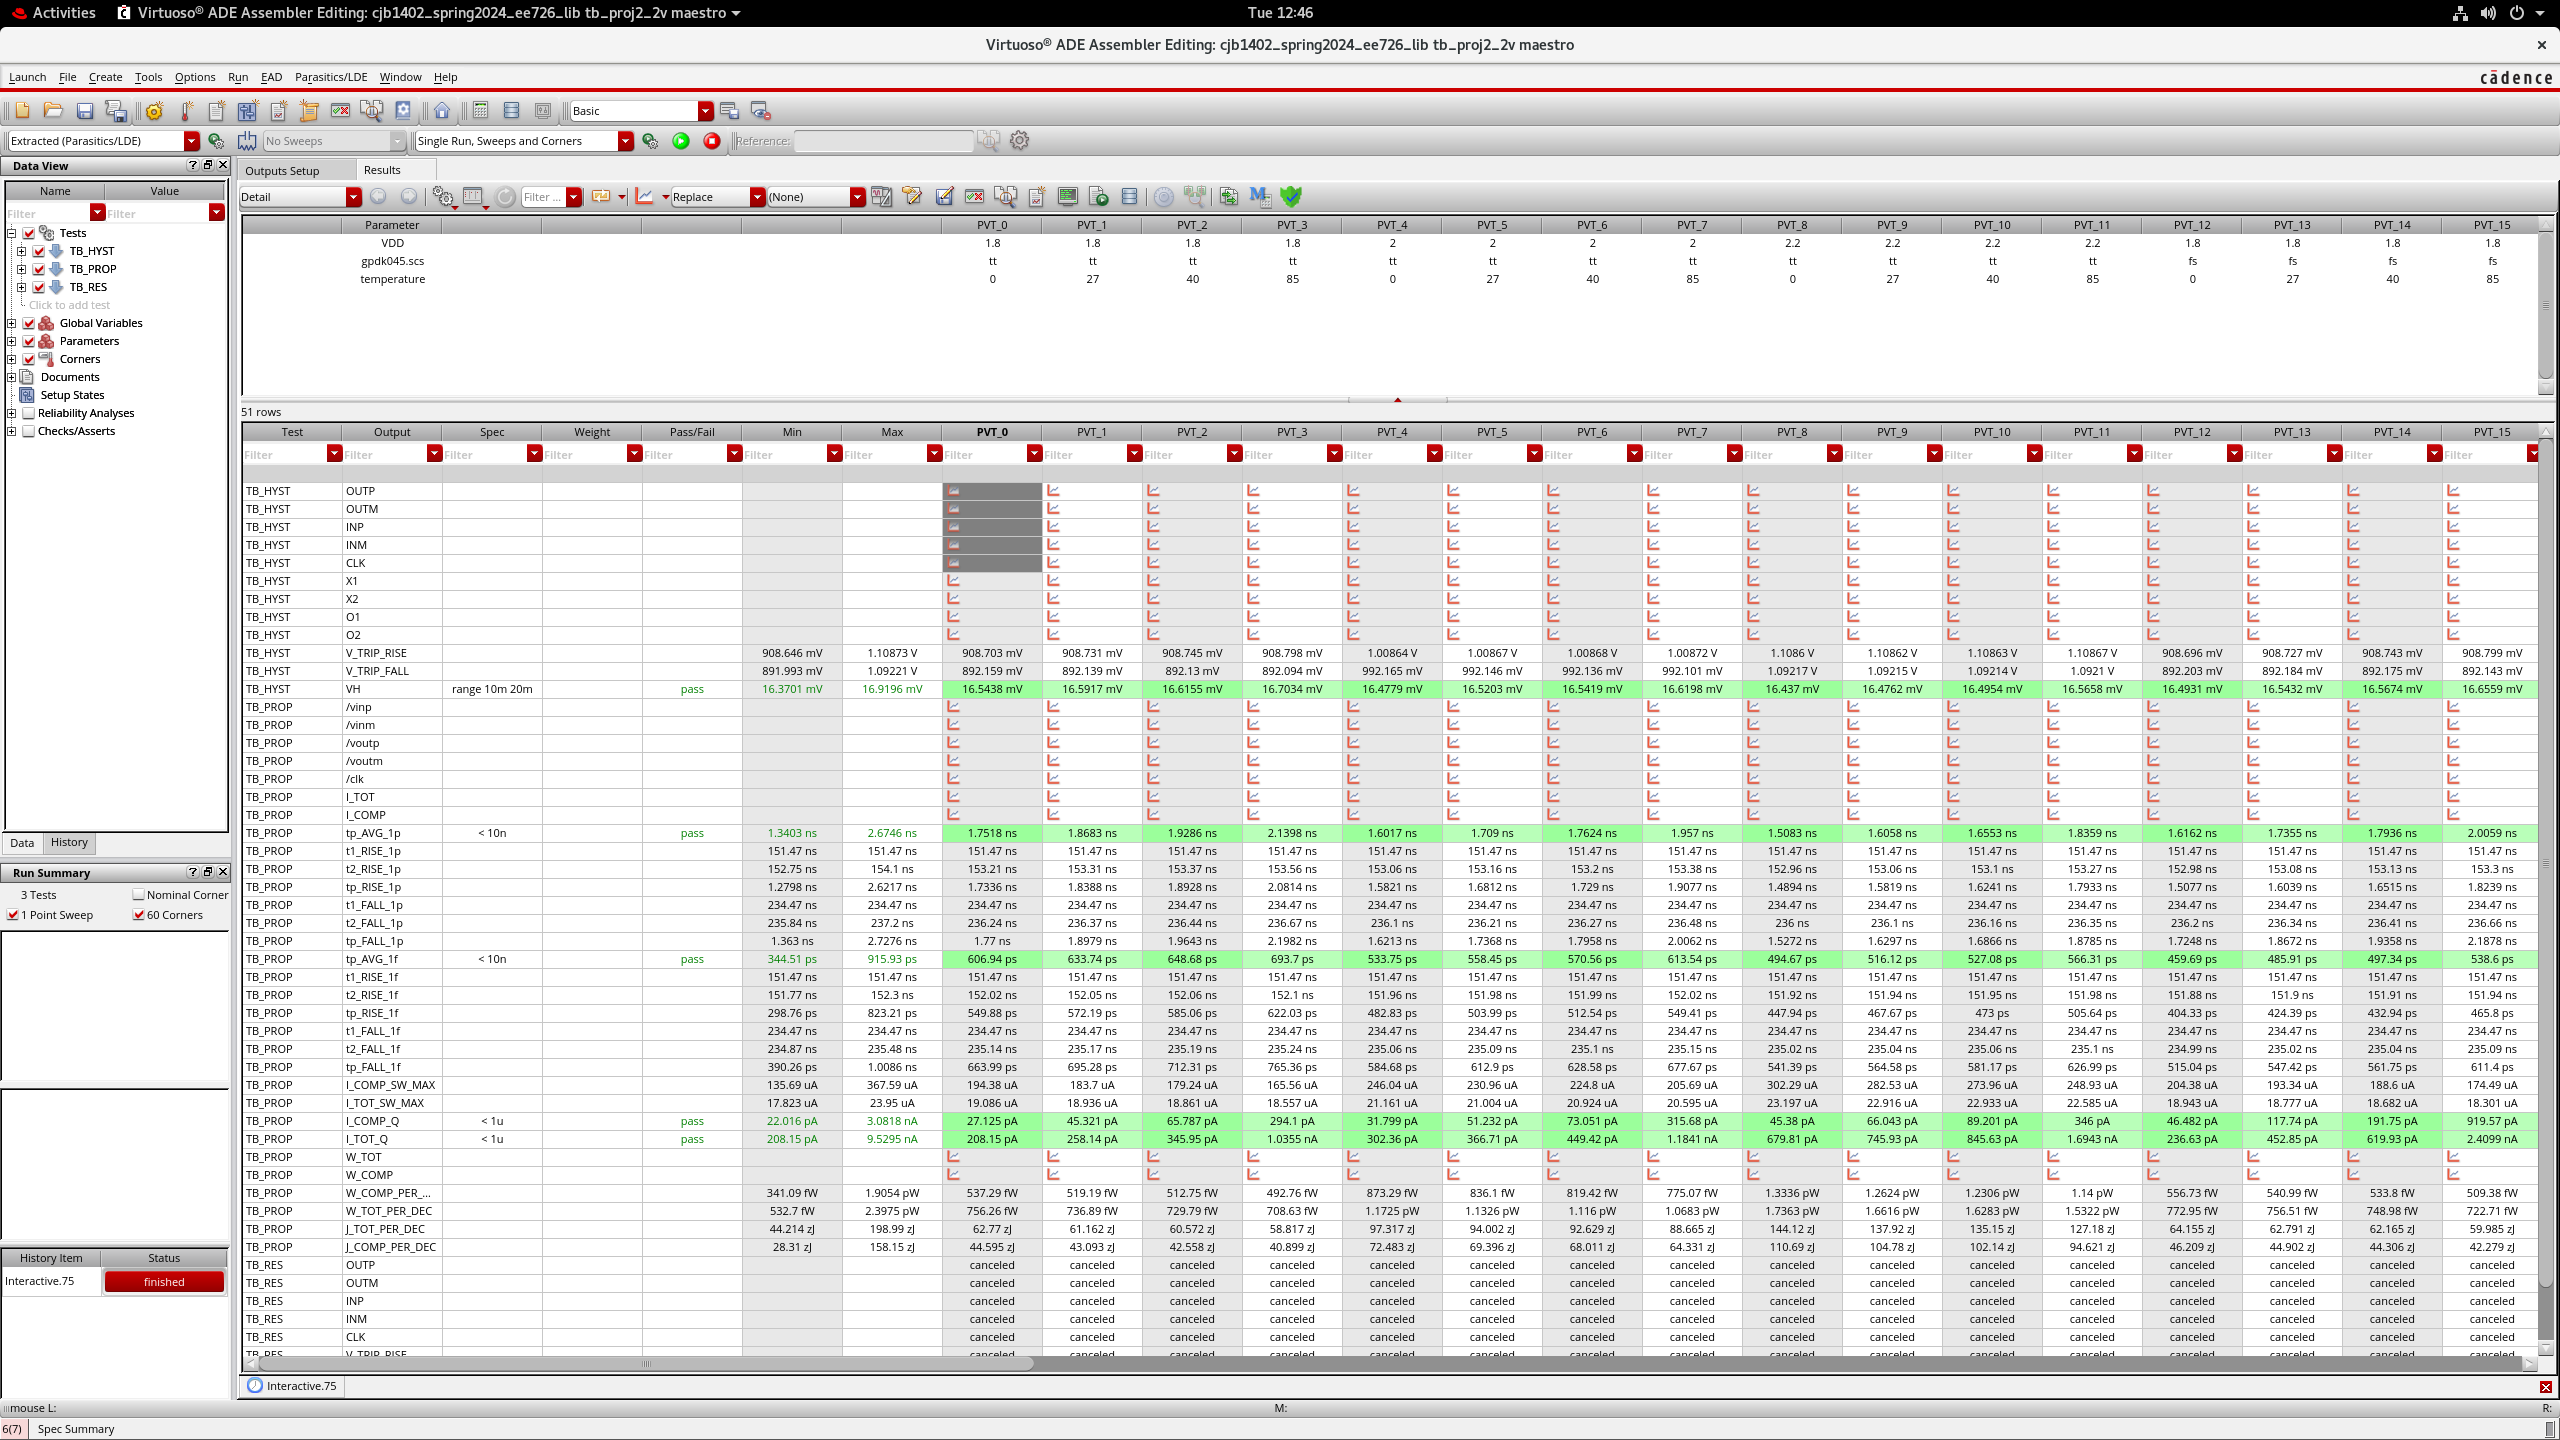 Activities Virtuoso® ADE Assembler Editing: cjb1402_spring2024_ee726_lib tb_proj2_2v maestro Tue 12:46
Virtuoso® ADE Assembler Editing: cjb1402_spring2024_ee726_lib tb_proj2_2v maestro
Launch File Create Tools Options Run EAD Parasitics/LDE Window Help cādence
Basic
Extracted (Parasitics/LDE) No Sweeps Single Run, Sweeps and Corners Reference:
Data View
Name Value
Filter Filter
Tests
TB_HYST
TB_PROP
TB_RES
Click to add test
Global Variables
Parameters
Corners
Documents
Setup States
Reliability Analyses
Checks/Asserts
Data History
Run Summary
3 Tests Nominal Corner
1 Point Sweep 60 Corners
History Item Status
Interactive.75 finished
Outputs Setup Results
Detail Filter ... Replace (None)
Parameter PVT_0 PVT_1 PVT_2 PVT_3 PVT_4 PVT_5 PVT_6 PVT_7 PVT_8 PVT_9 PVT_10 PVT_11 PVT_12 PVT_13 PVT_14 PVT_15
VDD 1.8 1.8 1.8 1.8 2 2 2 2 2.2 2.2 2.2 2.2 1.8 1.8 1.8 1.8
gpdk045.scs tt tt tt tt tt tt tt tt tt tt tt tt fs fs fs fs
temperature 0 27 40 85 0 27 40 85 0 27 40 85 0 27 40 85
51 rows
Test Output Spec Weight Pass/Fail Min Max PVT_0 PVT_1 PVT_2 PVT_3 PVT_4 PVT_5 PVT_6 PVT_7 PVT_8 PVT_9 PVT_10 PVT_11 PVT_12 PVT_13 PVT_14 PVT_15
Filter Filter Filter Filter Filter Filter Filter Filter Filter Filter Filter Filter Filter Filter Filter Filter Filter Filter Filter Filter Filter Filter Filter
TB_HYST OUTP
TB_HYST OUTM
TB_HYST INP
TB_HYST INM
TB_HYST CLK
TB_HYST X1
TB_HYST X2
TB_HYST O1
TB_HYST O2
TB_HYST V_TRIP_RISE 908.646 mV 1.10873 V 908.703 mV 908.731 mV 908.745 mV 908.798 mV 1.00864 V 1.00867 V 1.00868 V 1.00872 V 1.1086 V 1.10862 V 1.10863 V 1.10867 V 908.696 mV 908.727 mV 908.743 mV 908.799 mV
TB_HYST V_TRIP_FALL 891.993 mV 1.09221 V 892.159 mV 892.139 mV 892.13 mV 892.094 mV 992.165 mV 992.146 mV 992.136 mV 992.101 mV 1.09217 V 1.09215 V 1.09214 V 1.0921 V 892.203 mV 892.184 mV 892.175 mV 892.143 mV
TB_HYST VH range 10m 20m pass 16.3701 mV 16.9196 mV 16.5438 mV 16.5917 mV 16.6155 mV 16.7034 mV 16.4779 mV 16.5203 mV 16.5419 mV 16.6198 mV 16.437 mV 16.4762 mV 16.4954 mV 16.5658 mV 16.4931 mV 16.5432 mV 16.5674 mV 16.6559 mV
TB_PROP /vinp
TB_PROP /vinm
TB_PROP /voutp
TB_PROP /voutm
TB_PROP /clk
TB_PROP I_TOT
TB_PROP I_COMP
TB_PROP tp_AVG_1p < 10n pass 1.3403 ns 2.6746 ns 1.7518 ns 1.8683 ns 1.9286 ns 2.1398 ns 1.6017 ns 1.709 ns 1.7624 ns 1.957 ns 1.5083 ns 1.6058 ns 1.6553 ns 1.8359 ns 1.6162 ns 1.7355 ns 1.7936 ns 2.0059 ns
TB_PROP t1_RISE_1p 151.47 ns 151.47 ns 151.47 ns 151.47 ns 151.47 ns 151.47 ns 151.47 ns 151.47 ns 151.47 ns 151.47 ns 151.47 ns 151.47 ns 151.47 ns 151.47 ns 151.47 ns 151.47 ns 151.47 ns 151.47 ns
TB_PROP t2_RISE_1p 152.75 ns 154.1 ns 153.21 ns 153.31 ns 153.37 ns 153.56 ns 153.06 ns 153.16 ns 153.2 ns 153.38 ns 152.96 ns 153.06 ns 153.1 ns 153.27 ns 152.98 ns 153.08 ns 153.13 ns 153.3 ns
TB_PROP tp_RISE_1p 1.2798 ns 2.6217 ns 1.7336 ns 1.8388 ns 1.8928 ns 2.0814 ns 1.5821 ns 1.6812 ns 1.729 ns 1.9077 ns 1.4894 ns 1.5819 ns 1.6241 ns 1.7933 ns 1.5077 ns 1.6039 ns 1.6515 ns 1.8239 ns
TB_PROP t1_FALL_1p 234.47 ns 234.47 ns 234.47 ns 234.47 ns 234.47 ns 234.47 ns 234.47 ns 234.47 ns 234.47 ns 234.47 ns 234.47 ns 234.47 ns 234.47 ns 234.47 ns 234.47 ns 234.47 ns 234.47 ns 234.47 ns
TB_PROP t2_FALL_1p 235.84 ns 237.2 ns 236.24 ns 236.37 ns 236.44 ns 236.67 ns 236.1 ns 236.21 ns 236.27 ns 236.48 ns 236 ns 236.1 ns 236.16 ns 236.35 ns 236.2 ns 236.34 ns 236.41 ns 236.66 ns
TB_PROP tp_FALL_1p 1.363 ns 2.7276 ns 1.77 ns 1.8979 ns 1.9643 ns 2.1982 ns 1.6213 ns 1.7368 ns 1.7958 ns 2.0062 ns 1.5272 ns 1.6297 ns 1.6866 ns 1.8785 ns 1.7248 ns 1.8672 ns 1.9358 ns 2.1878 ns
TB_PROP tp_AVG_1f < 10n pass 344.51 ps 915.93 ps 606.94 ps 633.74 ps 648.68 ps 693.7 ps 533.75 ps 558.45 ps 570.56 ps 613.54 ps 494.67 ps 516.12 ps 527.08 ps 566.31 ps 459.69 ps 485.91 ps 497.34 ps 538.6 ps
TB_PROP t1_RISE_1f 151.47 ns 151.47 ns 151.47 ns 151.47 ns 151.47 ns 151.47 ns 151.47 ns 151.47 ns 151.47 ns 151.47 ns 151.47 ns 151.47 ns 151.47 ns 151.47 ns 151.47 ns 151.47 ns 151.47 ns 151.47 ns
TB_PROP t2_RISE_1f 151.77 ns 152.3 ns 152.02 ns 152.05 ns 152.06 ns 152.1 ns 151.96 ns 151.98 ns 151.99 ns 152.02 ns 151.92 ns 151.94 ns 151.95 ns 151.98 ns 151.88 ns 151.9 ns 151.91 ns 151.94 ns
TB_PROP tp_RISE_1f 298.76 ps 823.21 ps 549.88 ps 572.19 ps 585.06 ps 622.03 ps 482.83 ps 503.99 ps 512.54 ps 549.41 ps 447.94 ps 467.67 ps 473 ps 505.64 ps 404.33 ps 424.39 ps 432.94 ps 465.8 ps
TB_PROP t1_FALL_1f 234.47 ns 234.47 ns 234.47 ns 234.47 ns 234.47 ns 234.47 ns 234.47 ns 234.47 ns 234.47 ns 234.47 ns 234.47 ns 234.47 ns 234.47 ns 234.47 ns 234.47 ns 234.47 ns 234.47 ns 234.47 ns
TB_PROP t2_FALL_1f 234.87 ns 235.48 ns 235.14 ns 235.17 ns 235.19 ns 235.24 ns 235.06 ns 235.09 ns 235.1 ns 235.15 ns 235.02 ns 235.04 ns 235.06 ns 235.1 ns 234.99 ns 235.02 ns 235.04 ns 235.09 ns
TB_PROP tp_FALL_1f 390.26 ps 1.0086 ns 663.99 ps 695.28 ps 712.31 ps 765.36 ps 584.68 ps 612.9 ps 628.58 ps 677.67 ps 541.39 ps 564.58 ps 581.17 ps 626.99 ps 515.04 ps 547.42 ps 561.75 ps 611.4 ps
TB_PROP I_COMP_SW_MAX 135.69 uA 367.59 uA 194.38 uA 183.7 uA 179.24 uA 165.56 uA 246.04 uA 230.96 uA 224.8 uA 205.69 uA 302.29 uA 282.53 uA 273.96 uA 248.93 uA 204.38 uA 193.34 uA 188.6 uA 174.49 uA
TB_PROP I_TOT_SW_MAX 17.823 uA 23.95 uA 19.086 uA 18.936 uA 18.861 uA 18.557 uA 21.161 uA 21.004 uA 20.924 uA 20.595 uA 23.197 uA 22.916 uA 22.933 uA 22.585 uA 18.943 uA 18.777 uA 18.682 uA 18.301 uA
TB_PROP I_COMP_Q < 1u pass 22.016 pA 3.0818 nA 27.125 pA 45.321 pA 65.787 pA 294.1 pA 31.799 pA 51.232 pA 73.051 pA 315.68 pA 45.38 pA 66.043 pA 89.201 pA 346 pA 46.482 pA 117.74 pA 191.75 pA 919.57 pA
TB_PROP I_TOT_Q < 1u pass 208.15 pA 9.5295 nA 208.15 pA 258.14 pA 345.95 pA 1.0355 nA 302.36 pA 366.71 pA 449.42 pA 1.1841 nA 679.81 pA 745.93 pA 845.63 pA 1.6943 nA 236.63 pA 452.85 pA 619.93 pA 2.4099 nA
TB_PROP W_TOT
TB_PROP W_COMP
TB_PROP W_COMP_PER_... 341.09 fW 1.9054 pW 537.29 fW 519.19 fW 512.75 fW 492.76 fW 873.29 fW 836.1 fW 819.42 fW 775.07 fW 1.3336 pW 1.2624 pW 1.2306 pW 1.14 pW 556.73 fW 540.99 fW 533.8 fW 509.38 fW
TB_PROP W_TOT_PER_DEC 532.7 fW 2.3975 pW 756.26 fW 736.89 fW 729.79 fW 708.63 fW 1.1725 pW 1.1326 pW 1.116 pW 1.0683 pW 1.7363 pW 1.6616 pW 1.6283 pW 1.5322 pW 772.95 fW 756.51 fW 748.98 fW 722.71 fW
TB_PROP J_TOT_PER_DEC 44.214 zJ 198.99 zJ 62.77 zJ 61.162 zJ 60.572 zJ 58.817 zJ 97.317 zJ 94.002 zJ 92.629 zJ 88.665 zJ 144.12 zJ 137.92 zJ 135.15 zJ 127.18 zJ 64.155 zJ 62.791 zJ 62.165 zJ 59.985 zJ
TB_PROP J_COMP_PER_DEC 28.31 zJ 158.15 zJ 44.595 zJ 43.093 zJ 42.558 zJ 40.899 zJ 72.483 zJ 69.396 zJ 68.011 zJ 64.331 zJ 110.69 zJ 104.78 zJ 102.14 zJ 94.621 zJ 46.209 zJ 44.902 zJ 44.306 zJ 42.279 zJ
TB_RES OUTP canceled canceled canceled canceled canceled canceled canceled canceled canceled canceled canceled canceled canceled canceled canceled canceled
TB_RES OUTM canceled canceled canceled canceled canceled canceled canceled canceled canceled canceled canceled canceled canceled canceled canceled canceled
TB_RES INP canceled canceled canceled canceled canceled canceled canceled canceled canceled canceled canceled canceled canceled canceled canceled canceled
TB_RES INM canceled canceled canceled canceled canceled canceled canceled canceled canceled canceled canceled canceled canceled canceled canceled canceled
TB_RES CLK canceled canceled canceled canceled canceled canceled canceled canceled canceled canceled canceled canceled canceled canceled canceled canceled
TB_RES V_TRIP_RISE canceled canceled canceled canceled canceled canceled canceled canceled canceled canceled canceled canceled canceled canceled canceled canceled
Interactive.75
mouse L: M: R:
6(7) Spec Summary